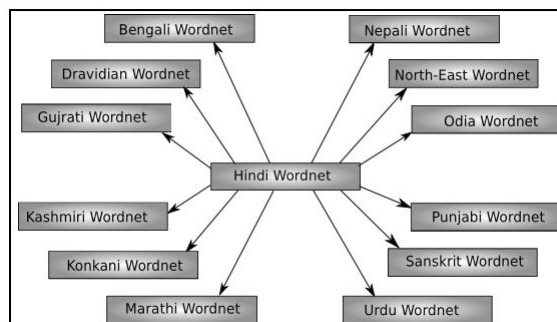 Bengali Wordnet
Nepali Wordnet
Dravidian Wordnet
North-East Wordnet
Gujrati Wordnet
Odia Wordnet
Hindi Wordnet
Kashmiri Wordnet
Punjabi Wordnet
Konkani Wordnet
Sanskrit Wordnet
Marathi Wordnet
Urdu Wordnet